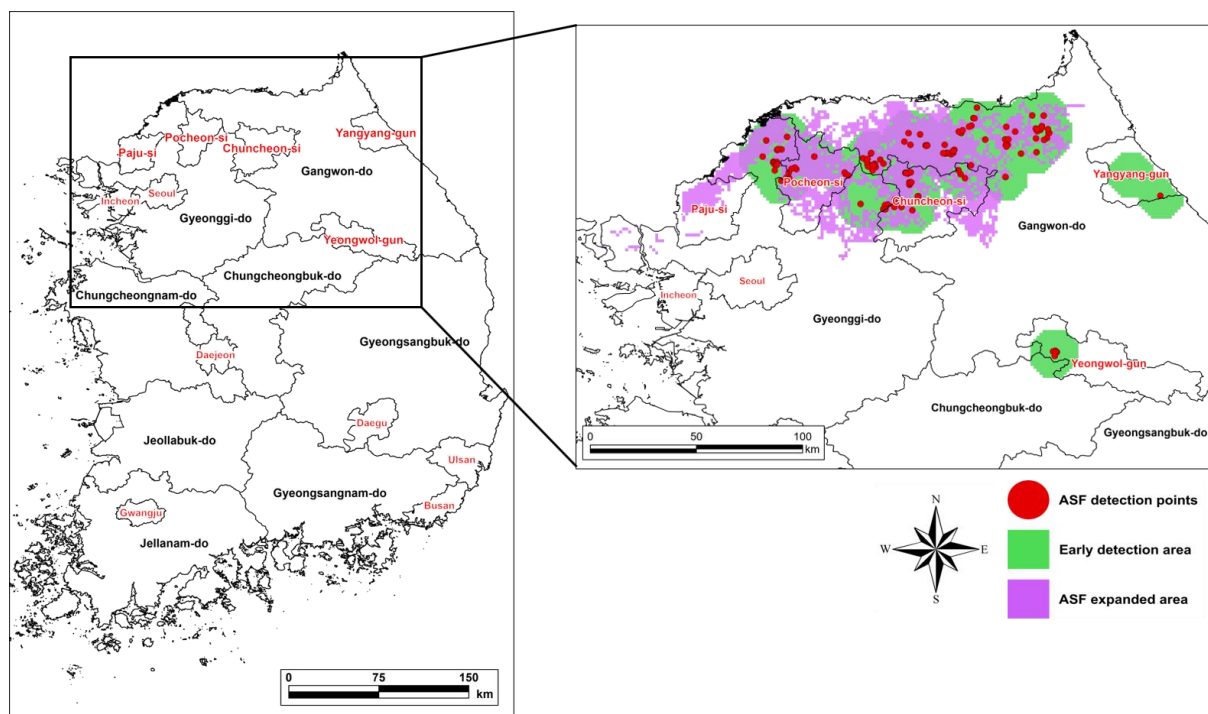 Yangyang-gun
Pocheon-si
Paju-si
Chuncheon-si
Gangwon-do
Seoul
Incheon
Gyeonggi-do
Yeongwol-gun
Chungcheongbuk-do
Chungcheongnam-do
Gyeongsangbuk-do
Daejeon
Daegu
Jeollabuk-do
Ulsan
Gyeongsangnam-do
Busan
Gwangju
Jellanam-do
0 75 150
km
Yangyang-gun
Pocheon-si
Chuncheon-si
Paju-si
Gangwon-do
Seoul
Incheon
Gyeonggi-do
Yeongwol-gun
Chungcheongbuk-do
Gyeongsangbuk-do
0 50 100
km
N
W E
S
ASF detection points
Early detection area
ASF expanded area